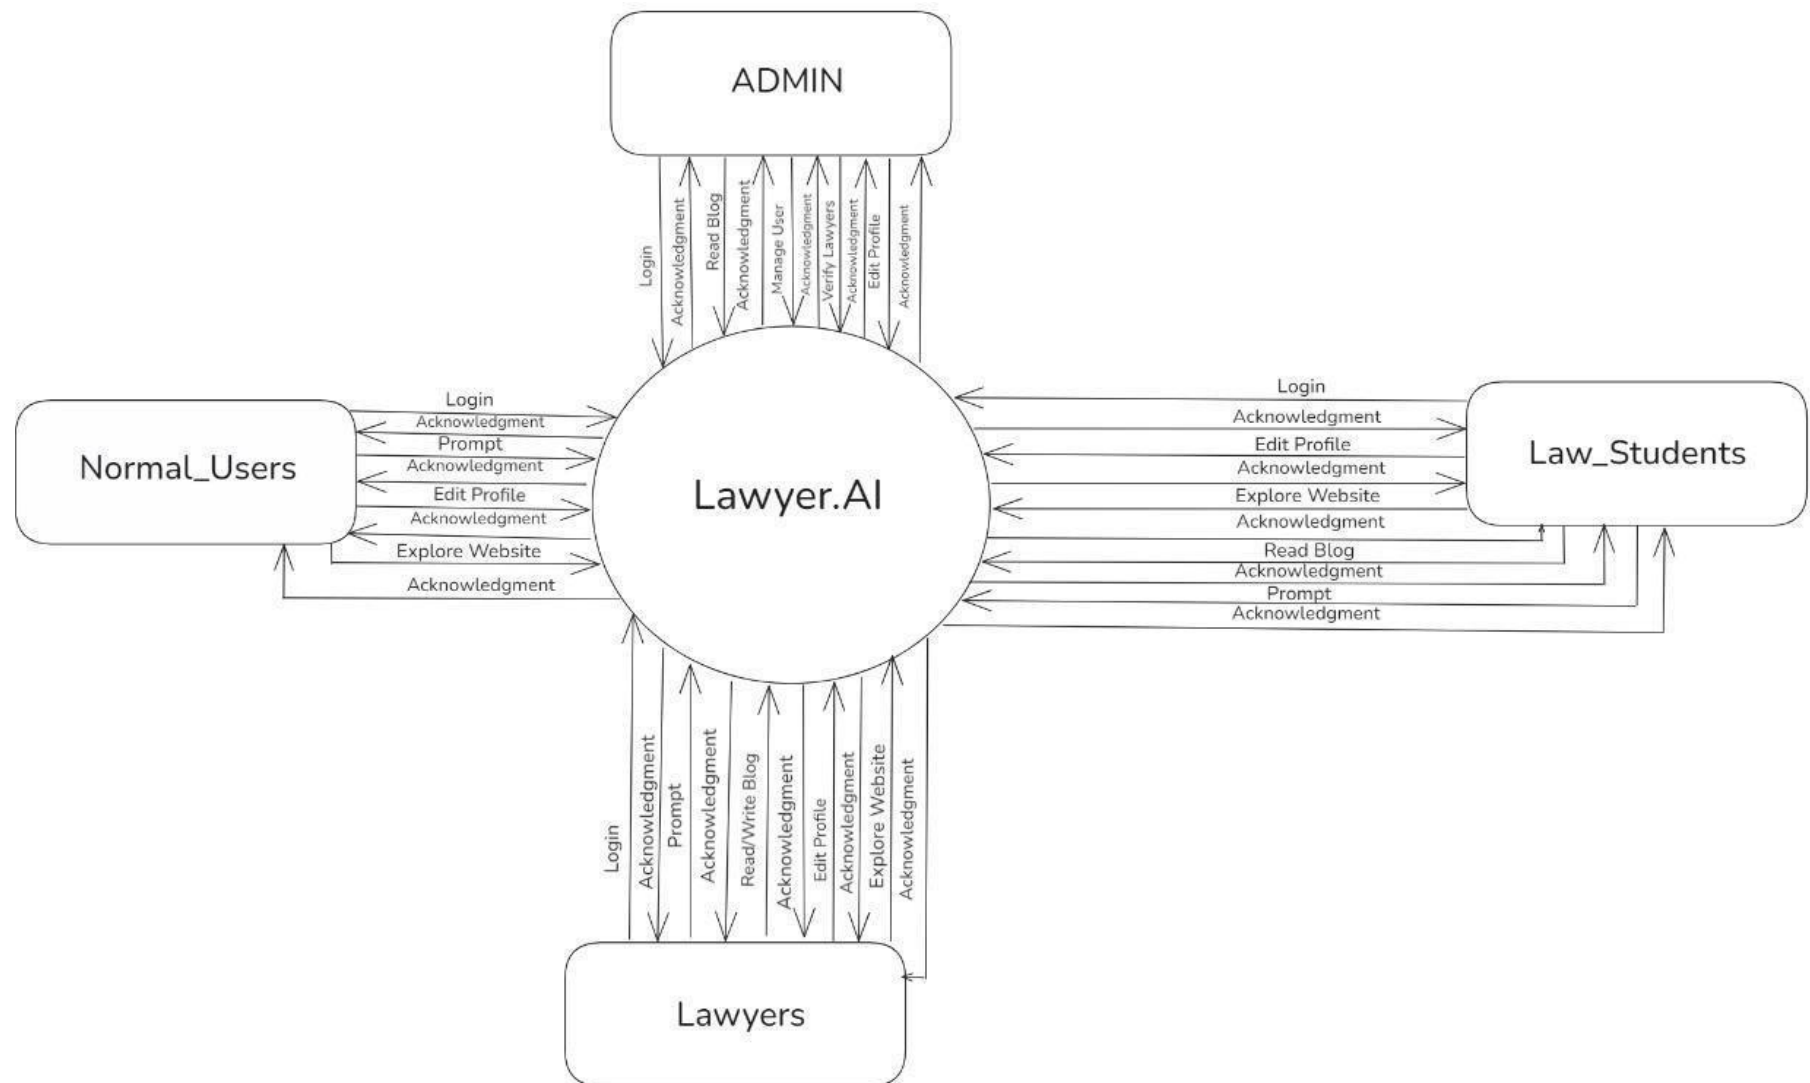 ADMIN
Login
Acknowledgment
Read Blog
Acknowledgment
Manage User
Acknowledgment
Verify Lawyers
Acknowledgment
Edit Profile
Acknowledgment
Normal_Users
Login
Acknowledgment
Prompt
Acknowledgment
Edit Profile
Acknowledgment
Explore Website
Acknowledgment
Lawyer.AI
Login
Acknowledgment
Edit Profile
Acknowledgment
Explore Website
Acknowledgment
Read Blog
Acknowledgment
Prompt
Acknowledgment
Law_Students
Login
Acknowledgment
Prompt
Acknowledgment
Read/Write Blog
Acknowledgment
Edit Profile
Acknowledgment
Explore Website
Acknowledgment
Lawyers